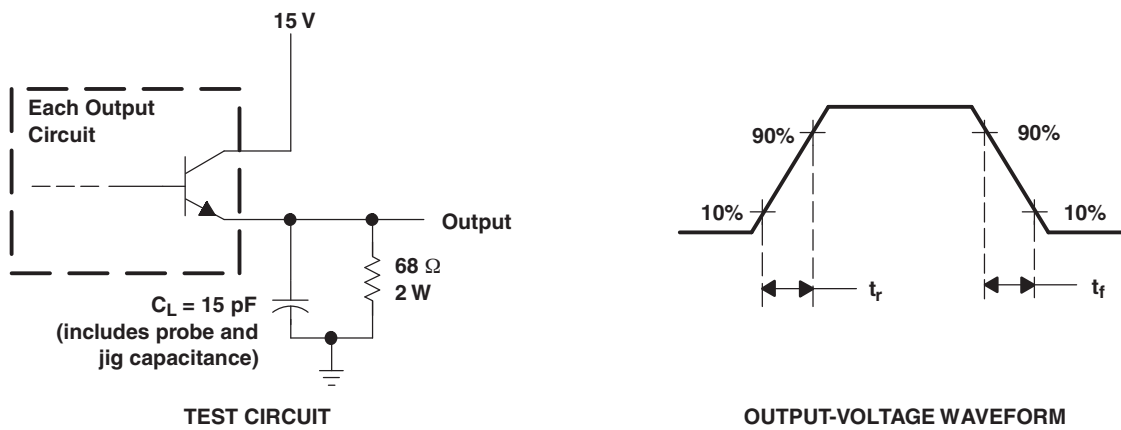 15 V
Each Output
Circuit
Output
68 Ω
2 W
C_L = 15 pF
(includes probe and
jig capacitance)
TEST CIRCUIT
90%
90%
10%
10%
t_r
t_f
OUTPUT-VOLTAGE WAVEFORM